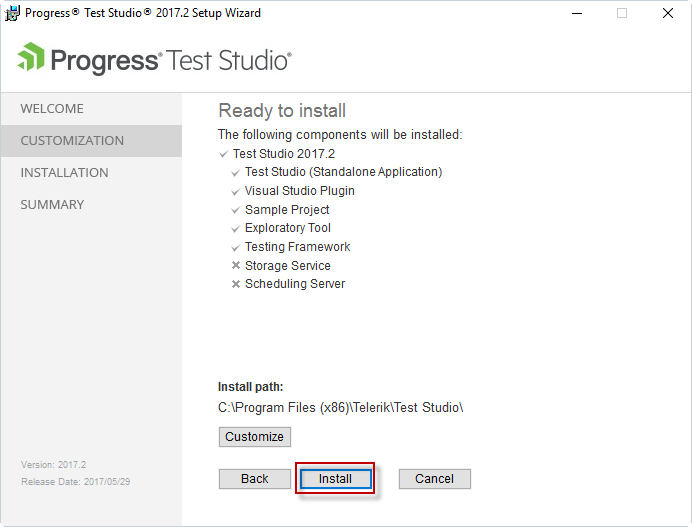 Progress® Test Studio® 2017.2 Setup Wizard
Progress® Test Studio®
WELCOME
CUSTOMIZATION
INSTALLATION
SUMMARY
Ready to install
The following components will be installed:
Test Studio 2017.2
Test Studio (Standalone Application)
Visual Studio Plugin
Sample Project
Exploratory Tool
Testing Framework
Storage Service
Scheduling Server
Install path:
C:\Program Files (x86)\Telerik\Test Studio\
Customize
Version: 2017.2
Release Date: 2017/05/29
Back Install Cancel